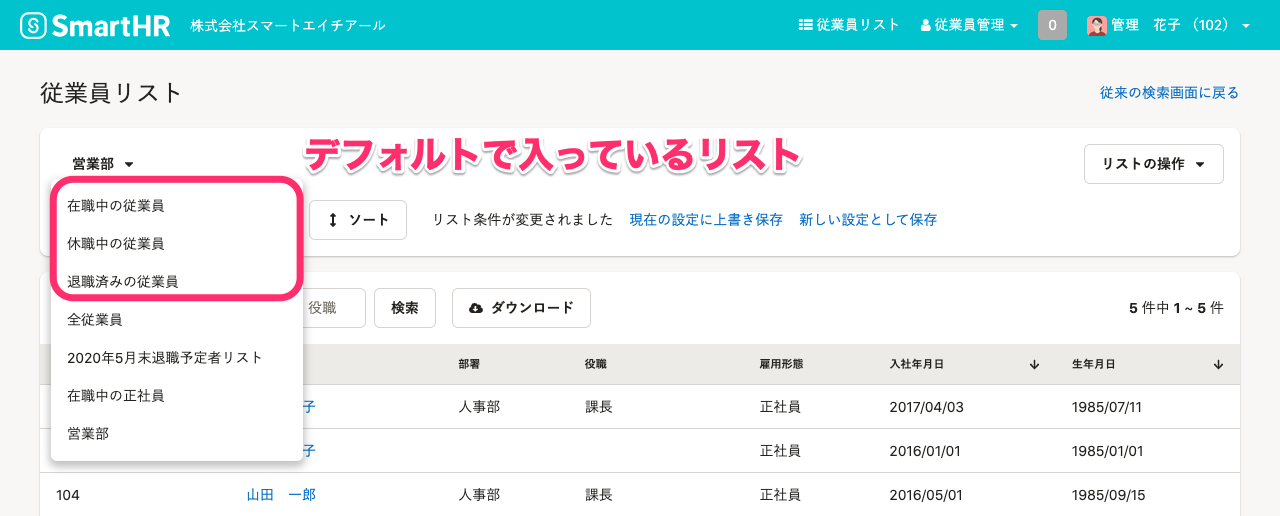 SmartHR 株式会社スマートエイチアール 従業員リスト 従業員管理 0 管理 花子 （102）
従業員リスト 従来の検索画面に戻る
デフォルトで入っているリスト
営業部 リストの操作
在職中の従業員
休職中の従業員
退職済みの従業員
全従業員
2020年5月末退職予定者リスト
在職中の正社員
営業部
ソート リスト条件が変更されました 現在の設定に上書き保存 新しい設定として保存
役職 検索 ダウンロード 5 件中 1 ~ 5 件
部署 役職 雇用形態 入社年月日 生年月日
子 人事部 課長 正社員 2017/04/03 1985/07/11
子 正社員 2016/01/01 1985/01/01
104 山田 一郎 人事部 課長 正社員 2016/05/01 1985/09/15